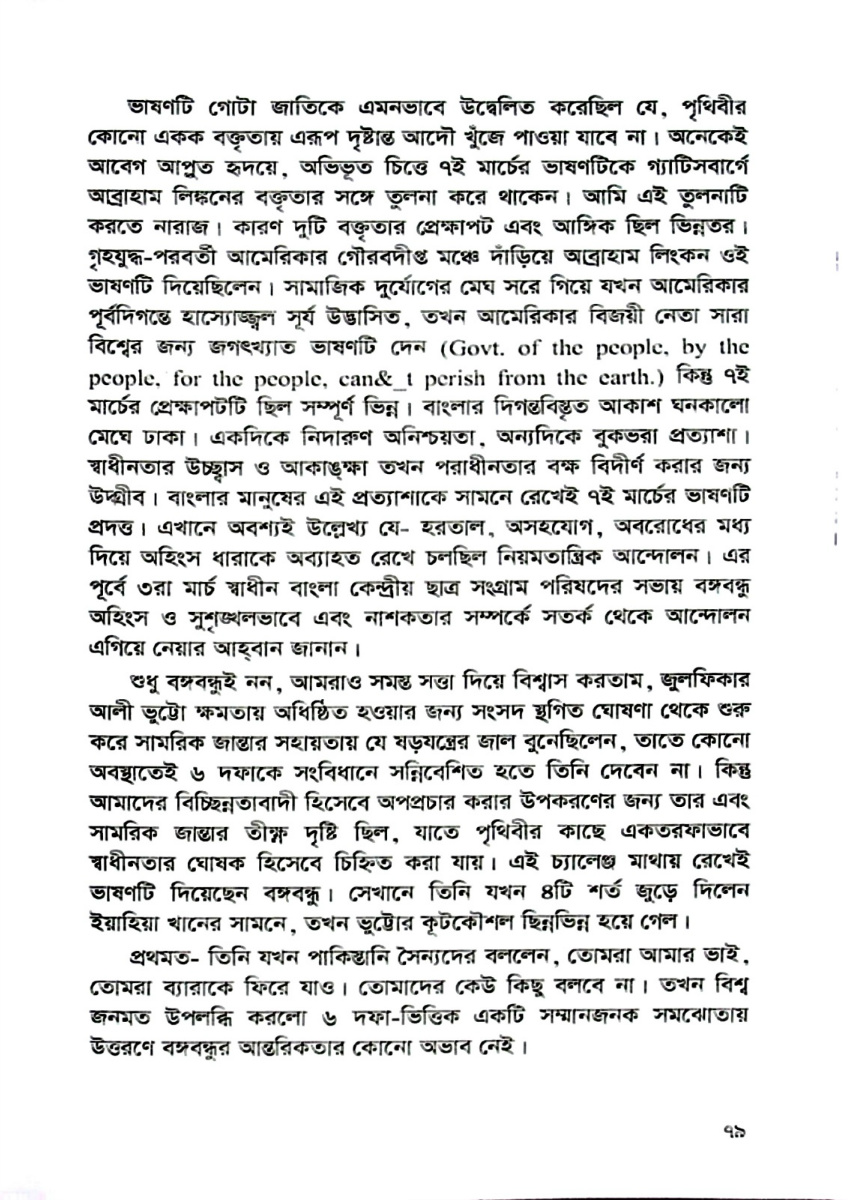 ভাষণটি গোটা জাতিকে এমনভাবে উদ্বেলিত করেছিল যে, পৃথিবীর
কোনো একক বক্তৃতায় এরূপ দৃষ্টান্ত আদৌ খুঁজে পাওয়া যাবে না। অনেকেই
আবেগ আপ্লুত হৃদয়ে, অভিভূত চিত্তে ৭ই মার্চের ভাষণটিকে গ্যাটিসবার্গে
আব্রাহাম লিঙ্কনের বক্তৃতার সঙ্গে তুলনা করে থাকেন। আমি এই তুলনাটি
করতে নারাজ। কারণ দুটি বক্তৃতার প্রেক্ষাপট এবং আঙ্গিক ছিল ভিন্নতর।
গৃহযুদ্ধ-পরবর্তী আমেরিকার গৌরবদীপ্ত মঞ্চে দাঁড়িয়ে আব্রাহাম লিংকন ওই
ভাষণটি দিয়েছিলেন। সামাজিক দুর্যোগের মেঘ সরে গিয়ে যখন আমেরিকার
পূর্বদিগন্তে হাস্যোজ্জ্বল সূর্য উদ্ভাসিত, তখন আমেরিকার বিজয়ী নেতা সারা
বিশ্বের জন্য জগৎখ্যাত ভাষণটি দেন (Govt. of the people, by the
people, for the people, can&_t perish from the earth.) কিন্তু ৭ই
মার্চের প্রেক্ষাপটটি ছিল সম্পূর্ণ ভিন্ন। বাংলার দিগন্তবিস্তৃত আকাশ ঘনকালো
মেঘে ঢাকা। একদিকে নিদারুণ অনিশ্চয়তা, অন্যদিকে বুকভরা প্রত্যাশা।
স্বাধীনতার উচ্ছ্বাস ও আকাঙ্ক্ষা তখন পরাধীনতার বক্ষ বিদীর্ণ করার জন্য
উদ্গ্রীব। বাংলার মানুষের এই প্রত্যাশাকে সামনে রেখেই ৭ই মার্চের ভাষণটি
প্রদত্ত। এখানে অবশ্যই উল্লেখ্য যে- হরতাল, অসহযোগ, অবরোধের মধ্য
দিয়ে অহিংস ধারাকে অব্যাহত রেখে চলছিল নিয়মতান্ত্রিক আন্দোলন। এর
পূর্বে ৩রা মার্চ স্বাধীন বাংলা কেন্দ্রীয় ছাত্র সংগ্রাম পরিষদের সভায় বঙ্গবন্ধু
অহিংস ও সুশৃঙ্খলভাবে এবং নাশকতার সম্পর্কে সতর্ক থেকে আন্দোলন
এগিয়ে নেয়ার আহ্বান জানান।
শুধু বঙ্গবন্ধুই নন, আমরাও সমস্ত সত্তা দিয়ে বিশ্বাস করতাম, জুলফিকার
আলী ভুট্টো ক্ষমতায় অধিষ্ঠিত হওয়ার জন্য সংসদ স্থগিত ঘোষণা থেকে শুরু
করে সামরিক জান্তার সহায়তায় যে ষড়যন্ত্রের জাল বুনেছিলেন, তাতে কোনো
অবস্থাতেই ৬ দফাকে সংবিধানে সন্নিবেশিত হতে তিনি দেবেন না। কিন্তু
আমাদের বিচ্ছিন্নতাবাদী হিসেবে অপপ্রচার করার উপকরণের জন্য তার এবং
সামরিক জান্তার তীক্ষ্ণ দৃষ্টি ছিল, যাতে পৃথিবীর কাছে একতরফাভাবে
স্বাধীনতার ঘোষক হিসেবে চিহ্নিত করা যায়। এই চ্যালেঞ্জ মাথায় রেখেই
ভাষণটি দিয়েছেন বঙ্গবন্ধু। সেখানে তিনি যখন ৪টি শর্ত জুড়ে দিলেন
ইয়াহিয়া খানের সামনে, তখন ভুট্টোর কূটকৌশল ছিন্নভিন্ন হয়ে গেল।
প্রথমত- তিনি যখন পাকিস্তানি সৈন্যদের বললেন, তোমরা আমার ভাই,
তোমরা ব্যারাকে ফিরে যাও। তোমাদের কেউ কিছু বলবে না। তখন বিশ্ব
জনমত উপলব্ধি করলো ৬ দফা-ভিত্তিক একটি সম্মানজনক সমঝোতায়
উত্তরণে বঙ্গবন্ধুর আন্তরিকতার কোনো অভাব নেই।
৭৯